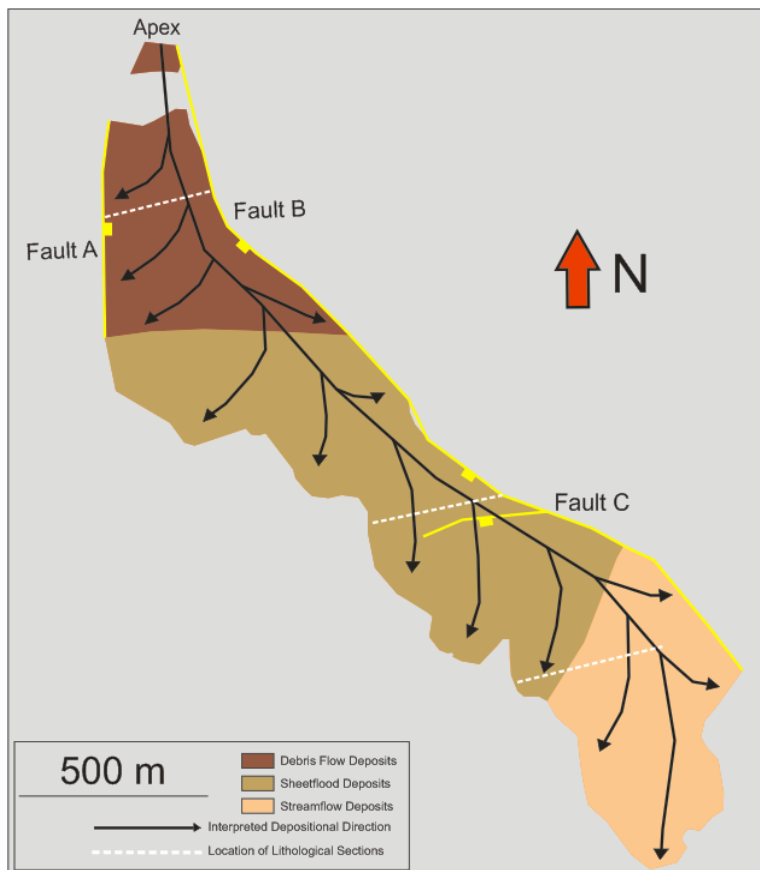 Apex
Fault B
Fault A
N
Fault C
500 m
Debris Flow Deposits
Sheetflood Deposits
Streamflow Deposits
Interpreted Depositional Direction
Location of Lithological Sections